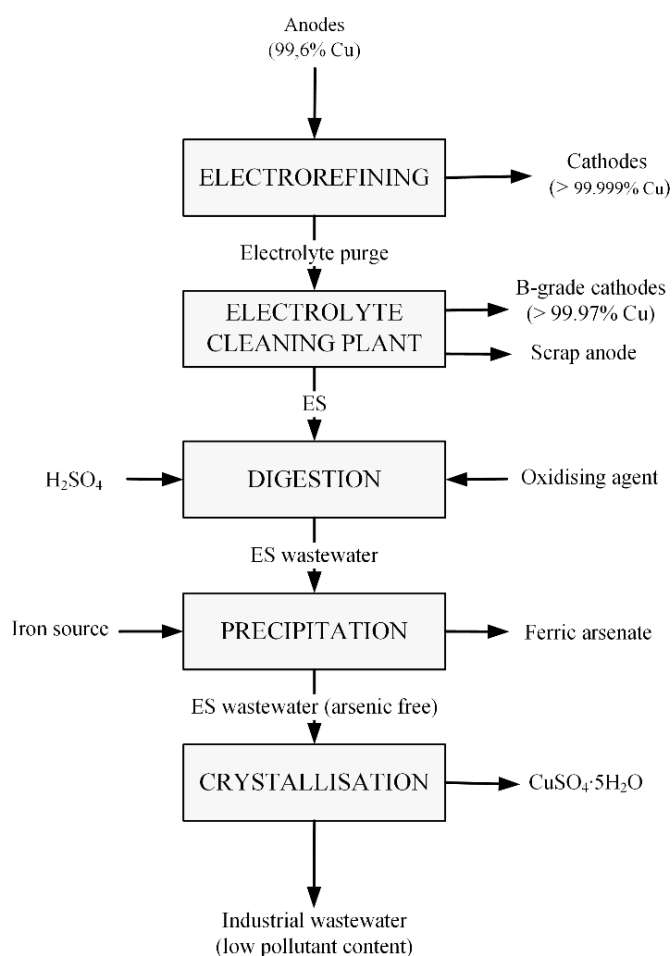 Anodes
(99,6% Cu)
ELECTROREFINING
Cathodes
(> 99.999% Cu)
Electrolyte purge
ELECTROLYTE
CLEANING PLANT
B-grade cathodes
(> 99.97% Cu)
Scrap anode
ES
H₂SO₄
DIGESTION
Oxidising agent
ES wastewater
Iron source
PRECIPITATION
Ferric arsenate
ES wastewater (arsenic free)
CRYSTALLISATION
CuSO₄·5H₂O
Industrial wastewater
(low pollutant content)